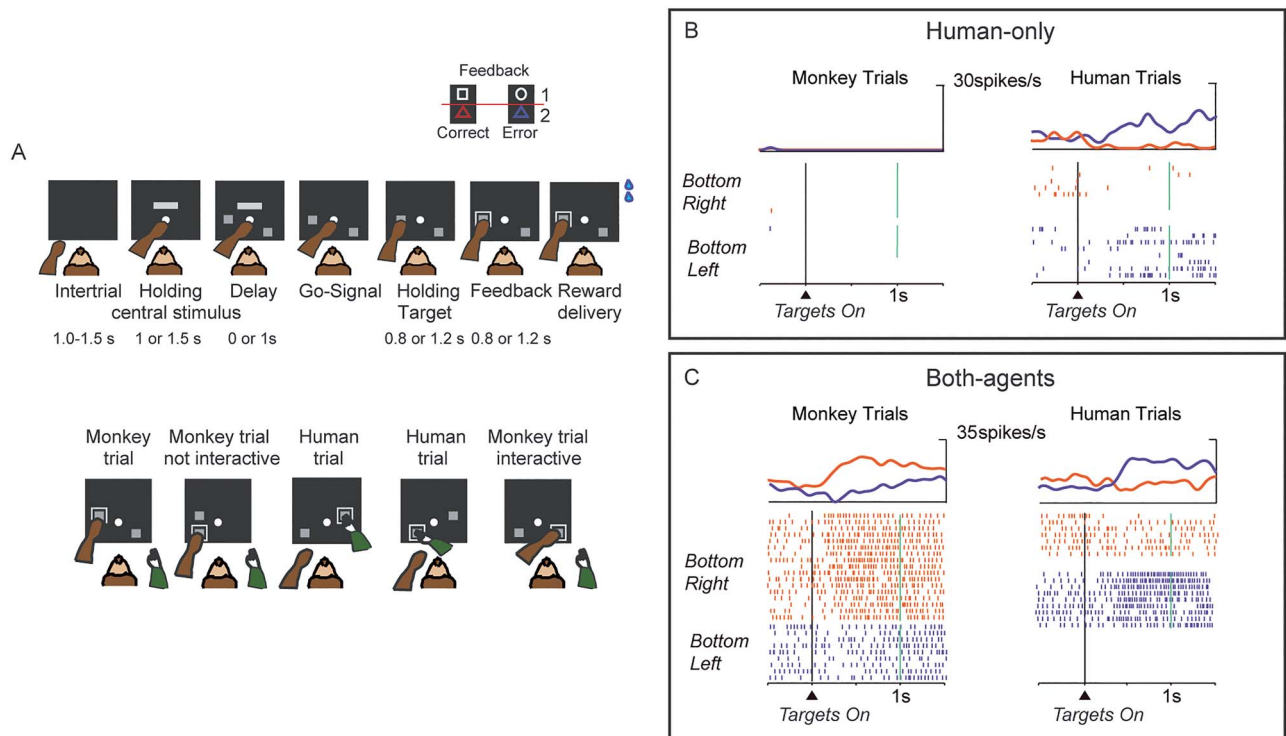 Feedback
1
2
Correct Error
A
Intertrial Holding central stimulus Delay Go-Signal Holding Target Feedback Reward delivery
1.0-1.5 s 1 or 1.5 s 0 or 1s 0.8 or 1.2 s 0.8 or 1.2 s
Monkey trial
Monkey trial not interactive
Human trial
Human trial
Monkey trial interactive
B
Human-only
Monkey Trials
30spikes/s
Human Trials
Bottom
Right
Bottom
Left
1s
Targets On
1s
Targets On
C
Both-agents
Monkey Trials
35spikes/s
Human Trials
Bottom
Right
Bottom
Left
1s
Targets On
1s
Targets On